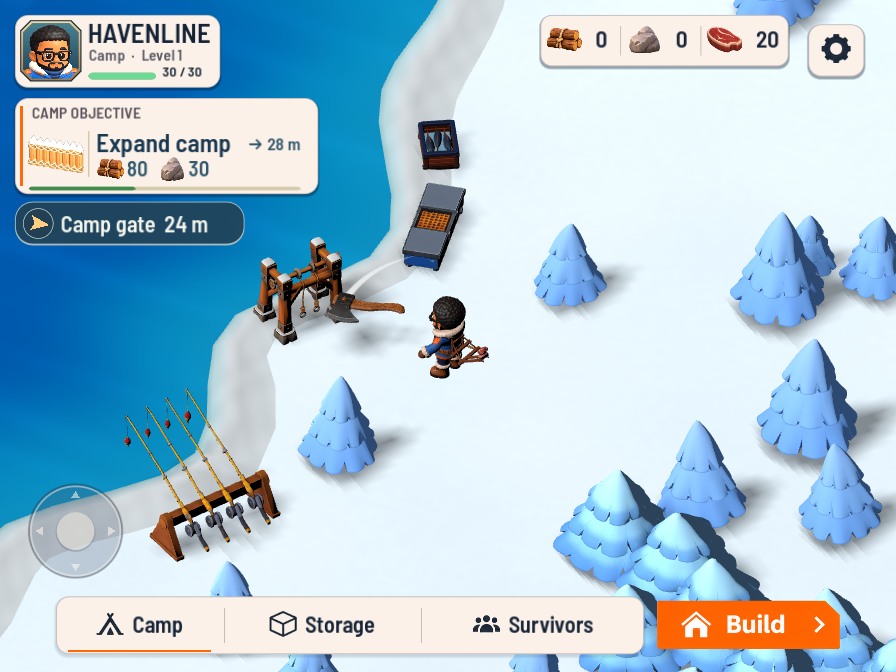 HAVENLINE
Camp · Level 1
30 / 30
0 0 20
CAMP OBJECTIVE
Expand camp → 28 m
80 30
Camp gate 24 m
Camp Storage Survivors Build